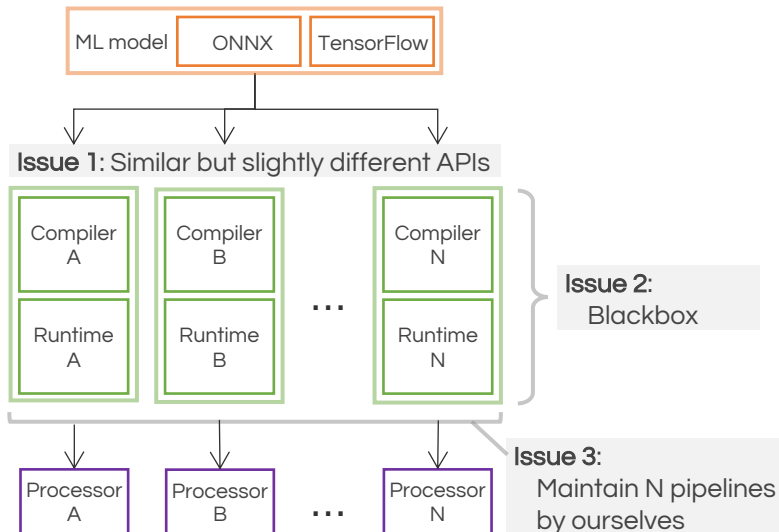 ML model
ONNX
TensorFlow
Issue 1: Similar but slightly different APIs
Compiler
A
Compiler
B
Compiler
N
Issue 2:
Blackbox
...
Runtime
A
Runtime
B
Runtime
N
Issue 3:
Maintain N pipelines
by ourselves
Processor
A
Processor
B
...
Processor
N